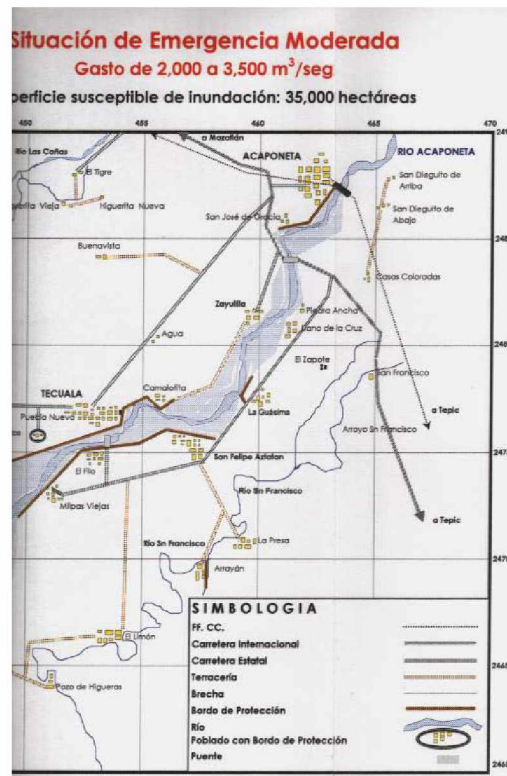 Situación de Emergencia Moderada
Gasto de 2,000 a 3,500 m³/seg
perficie susceptible de inundación: 35,000 hectáreas
450 455 460 465 470
a Mazatlán
Río Las Cañas
ACAPONETA
RIO ACAPONETA
El Tigre
San Dieguito de
Arriba
Higuerita Nueva
San Dieguito de
Abajo
San José de Gracia
Buenavista
Casas Coloradas
Zayulilla
Piedra Ancha
Llano de la Cruz
Agua
El Zapote
Camalotita
TECUALA
San Francisco
Pueblo Nuevo
La Guásima
a Tepic
Arroyo Sn Francisco
San Felipe Aztatan
El Filo
Río Sn Francisco
Milpas Viejas
a Tepic
Río Sn Francisco
La Presa
Arrayán
El Limón
Pozo de Higueras
SIMBOLOGIA
FF. CC.
Carretera Internacional
Carretera Estatal
Terracería
Brecha
Bordo de Protección
Río
Poblado con Bordo de Protección
Puente